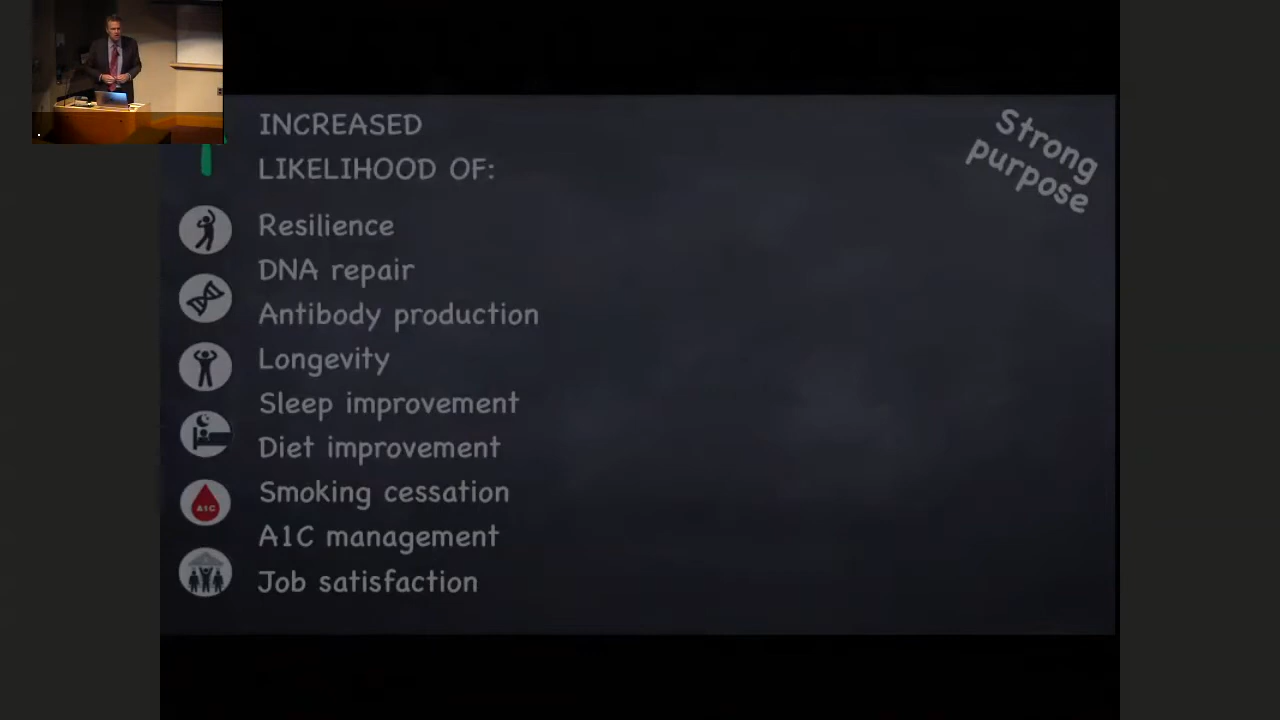 INCREASED
LIKELIHOOD OF:
Strong
purpose
Resilience
DNA repair
Antibody production
Longevity
Sleep improvement
Diet improvement
Smoking cessation
A1C
A1C management
Job satisfaction